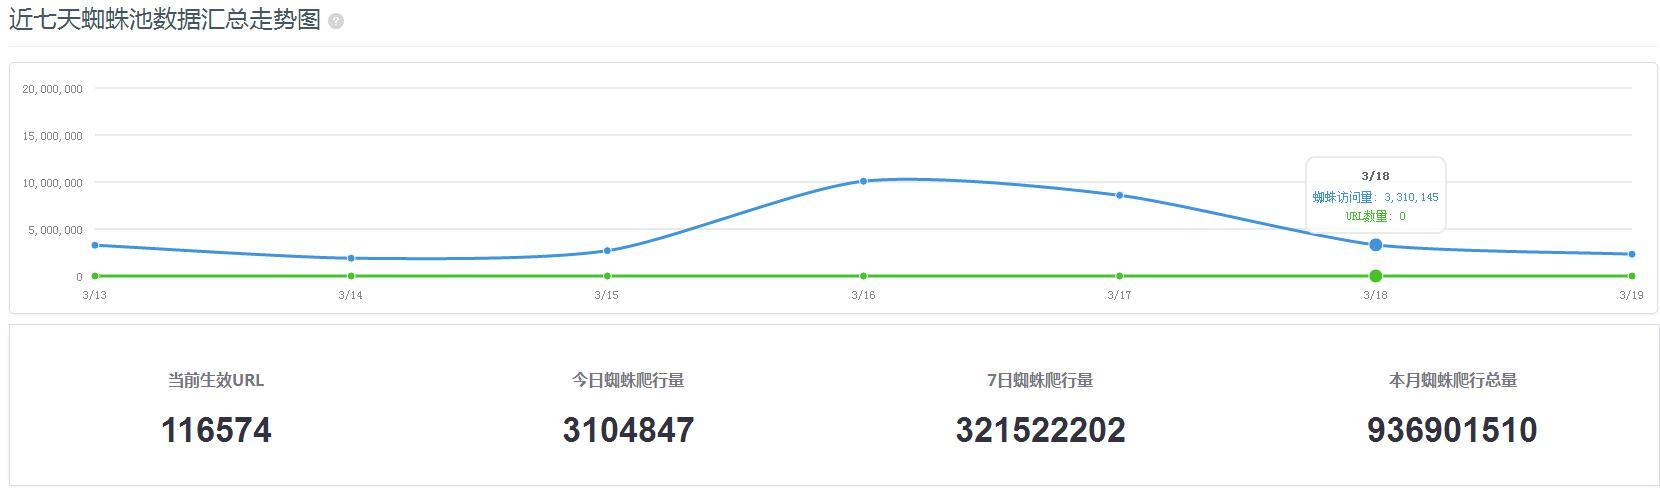 近七天蜘蛛池数据汇总走势图 ?
20,000,000
15,000,000
10,000,000
5,000,000
0
3/18
蜘蛛访问量: 3,310,145
URL数量: 0
3/13 3/14 3/15 3/16 3/17 3/18 3/19
当前生效URL 今日蜘蛛爬行量 7日蜘蛛爬行量 本月蜘蛛爬行总量
116574 3104847 321522202 936901510